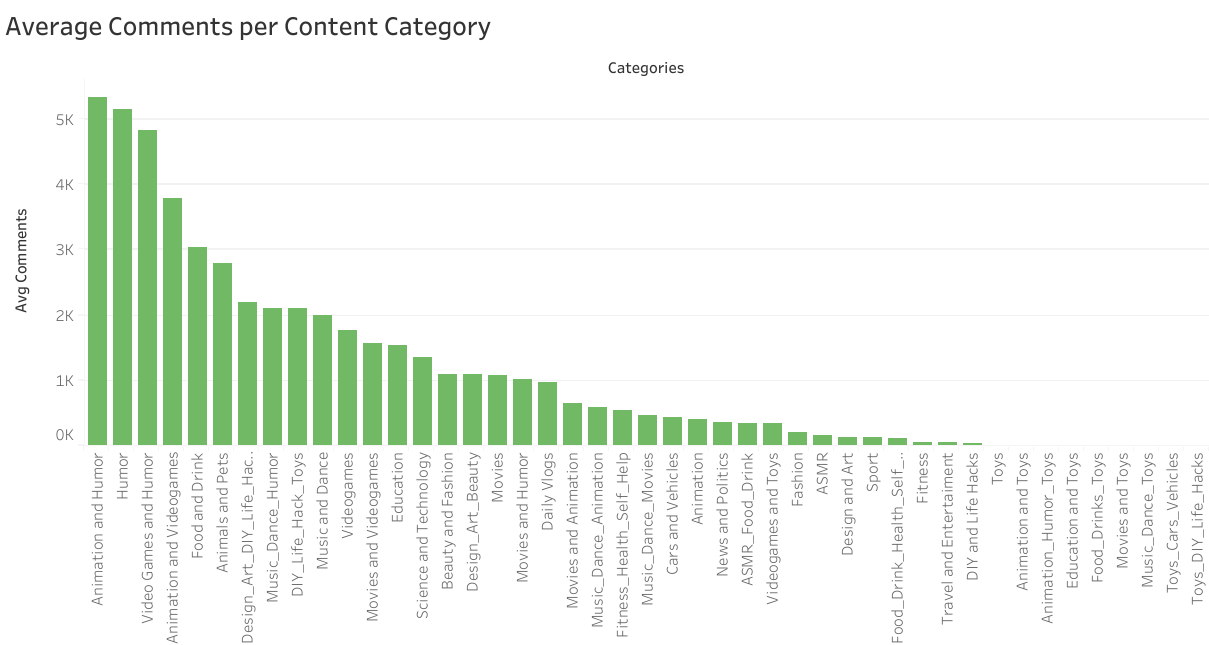 Average Comments per Content Category
Categories
Avg Comments
5K
4K
3K
2K
1K
0K
Animation and Humor
Humor
Video Games and Humor
Animation and Videogames
Food and Drink
Animals and Pets
Design_Art_DIY_Life_Hac..
Music_Dance_Humor
DIY_Life_Hack_Toys
Music and Dance
Videogames
Movies and Videogames
Education
Science and Technology
Beauty and Fashion
Design_Art_Beauty
Movies
Movies and Humor
Daily Vlogs
Movies and Animation
Music_Dance_Animation
Fitness_Health_Self_Help
Music_Dance_Movies
Cars and Vehicles
Animation
News and Politics
ASMR_Food_Drink
Videogames and Toys
Fashion
ASMR
Design and Art
Sport
Food_Drink_Health_Self_..
Fitness
Travel and Entertaiment
DIY and Life Hacks
Toys
Animation and Toys
Animation_Humor_Toys
Education and Toys
Food_Drinks_Toys
Movies and Toys
Music_Dance_Toys
Toys_Cars_Vehicles
Toys_DIY_Life_Hacks